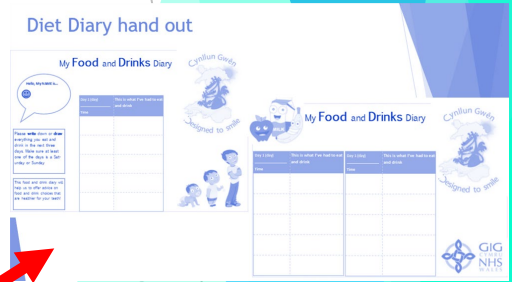 Diet Diary hand out
My Food and Drinks Diary
Hello, my name is...
Please write down or draw
everything you eat and
drink in the next three
days. Make sure at least
one of the days is a Sat-
urday or Sunday
This food and drink diary will
help us to offer advice on
food and drink choices that
are healthier for your teeth!
Day 1 (day)
This is what I've had to eat
and drink
Time
Cynllun Gwên
Designed to smile
My Food and Drinks Diary
Day 2 (day)
This is what I've had to eat
and drink
Time
This is what I've had to eat
and drink
Time
Cynllun Gwên
Designed to smile
GIG
CYMRU
NHS
WALES